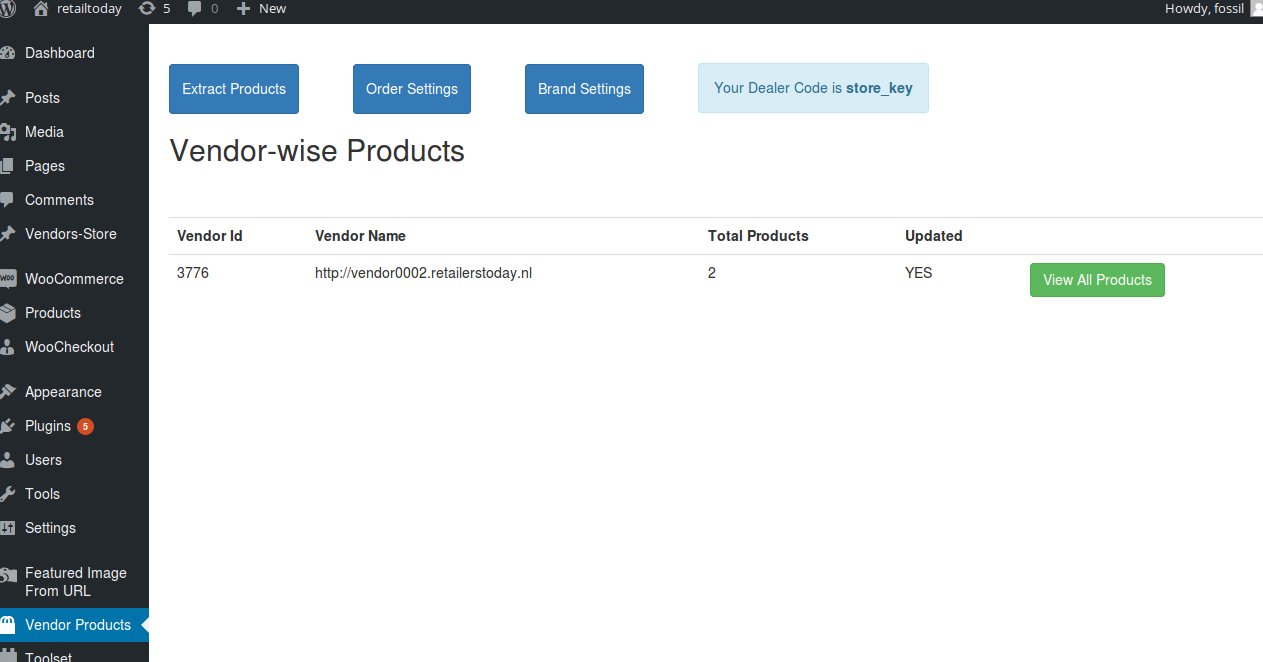 retailtoday 5 0 New Howdy, fossil
Dashboard
Posts
Media
Pages
Comments
Vendors-Store
WOO WooCommerce
Products
WooCheckout
Appearance
Plugins 5
Users
Tools
Settings
Featured Image
From URL
Vendor Products
Toolset
Extract Products Order Settings Brand Settings Your Dealer Code is store_key
Vendor-wise Products
Vendor Id Vendor Name Total Products Updated
3776 http://vendor0002.retailerstoday.nl 2 YES View All Products